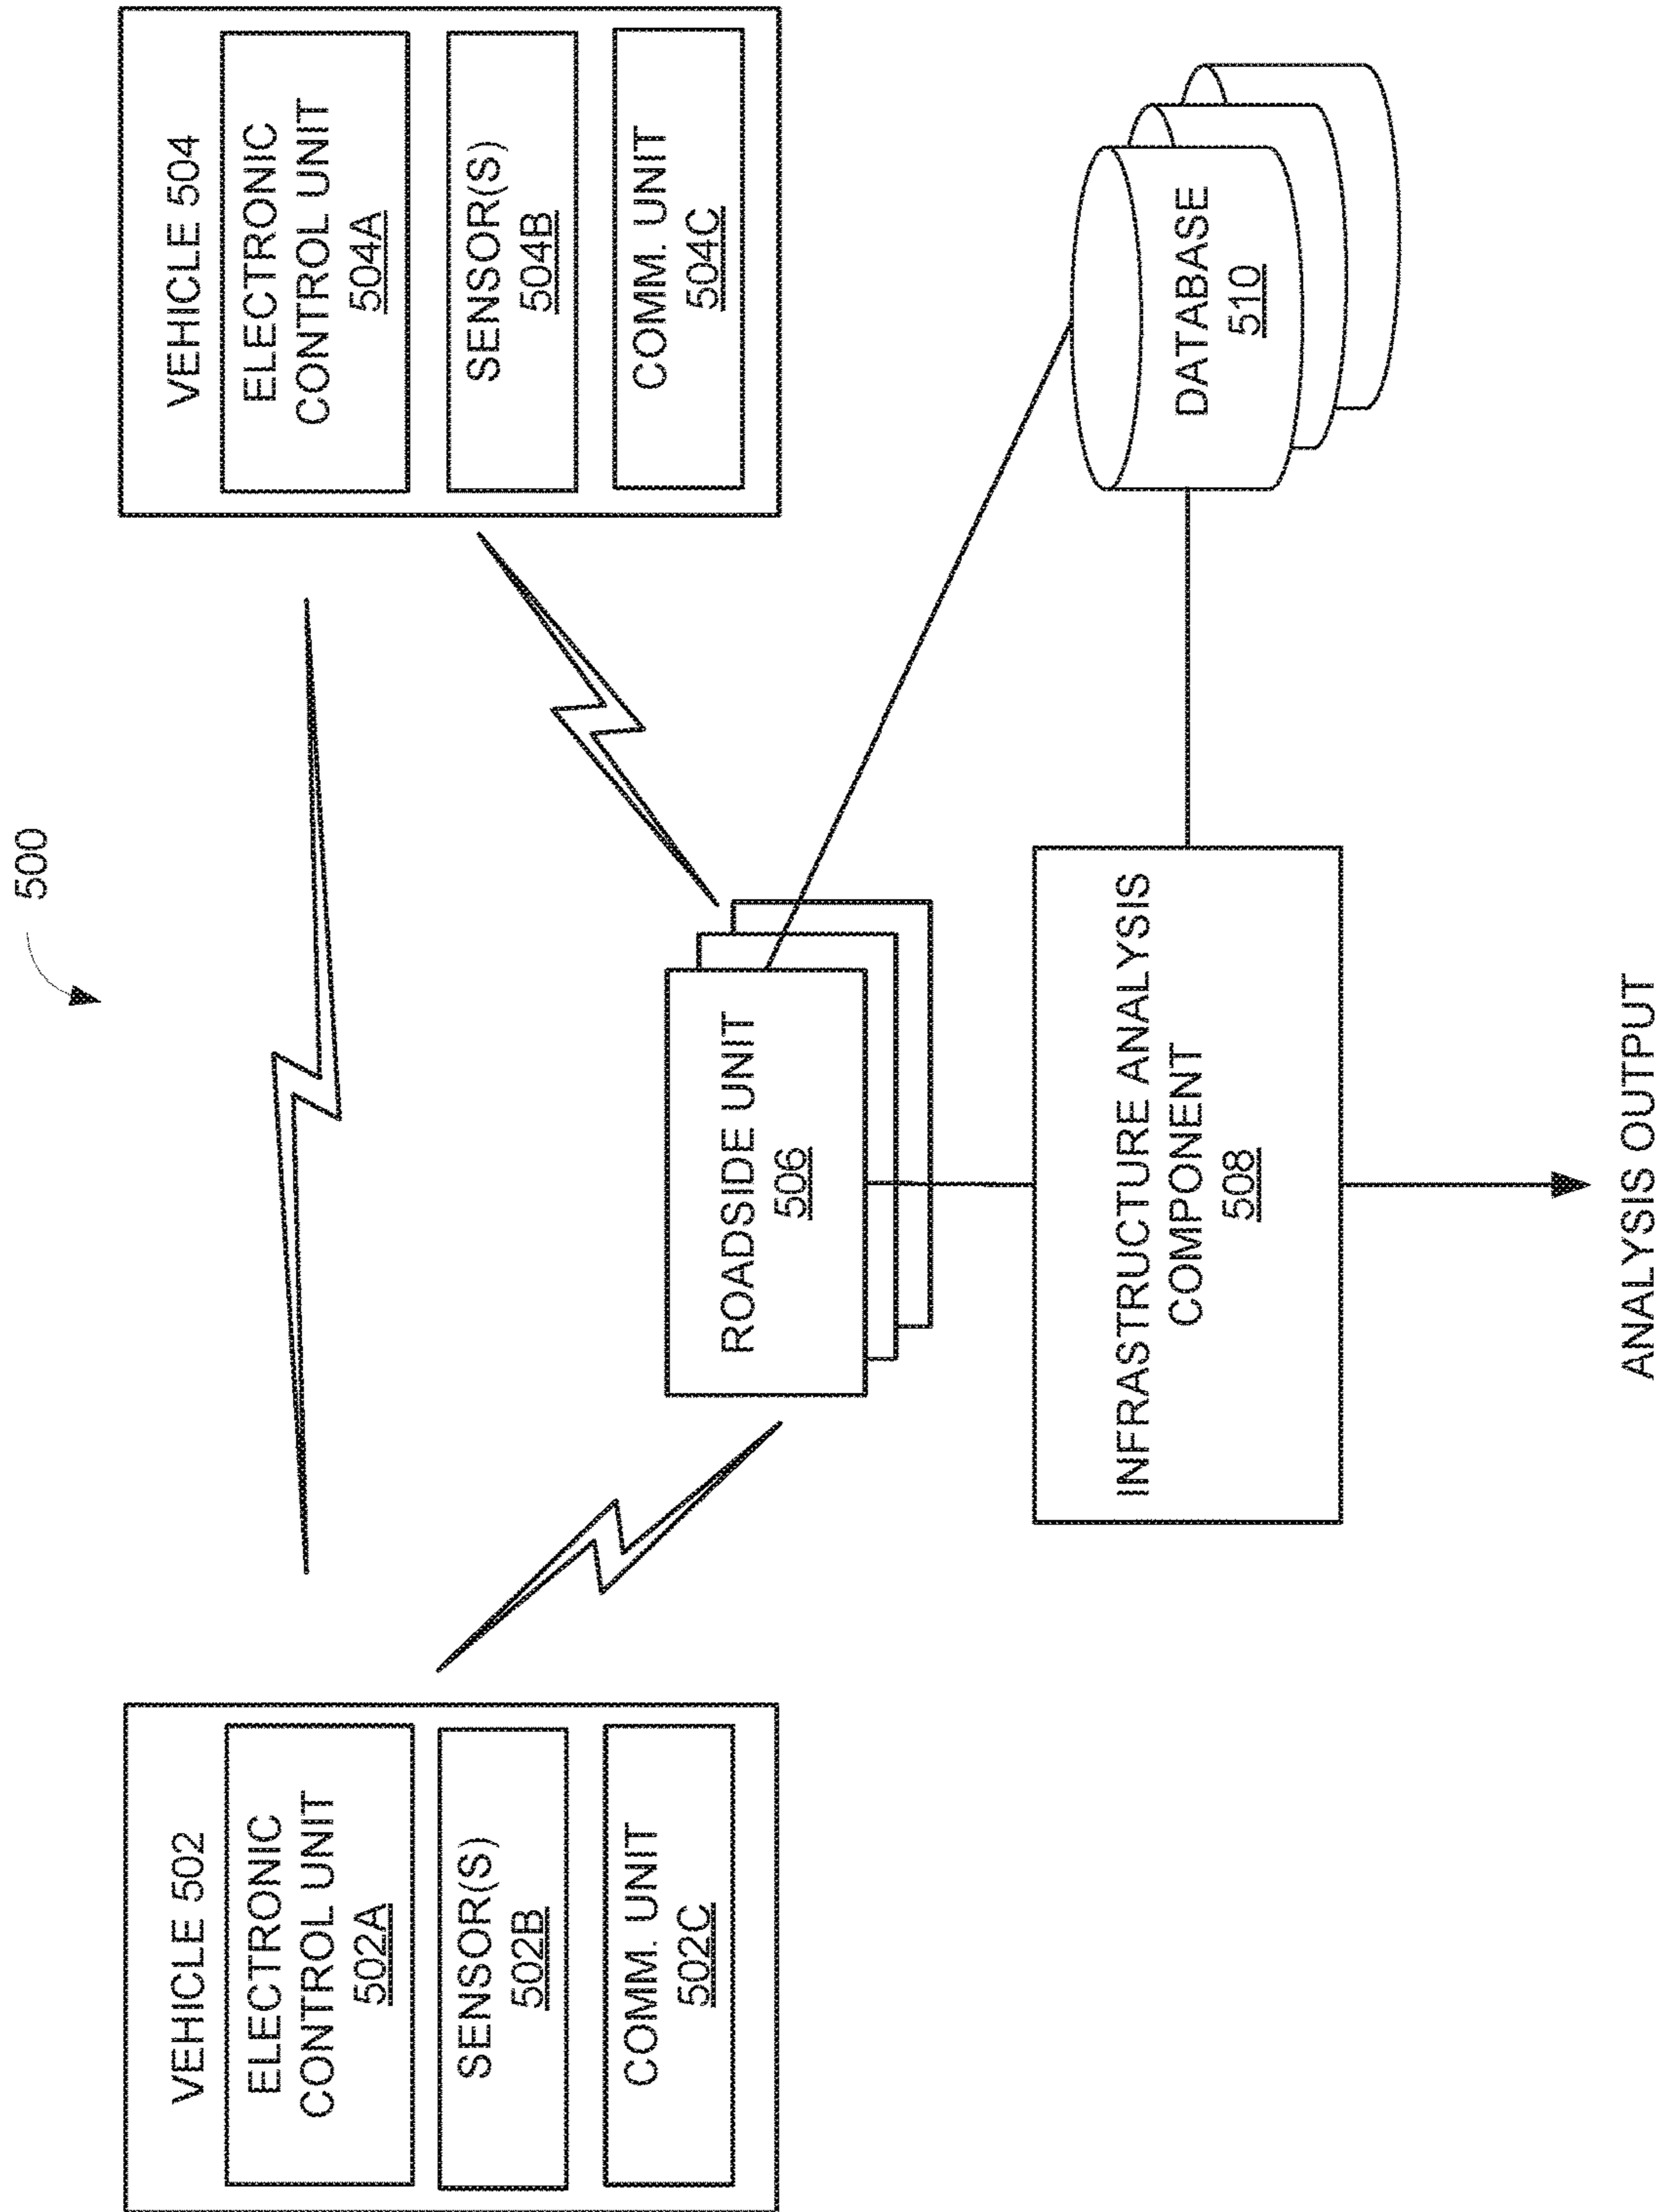 500
VEHICLE 502
ELECTRONIC
CONTROL UNIT
502A
SENSOR(S)
502B
COMM. UNIT
502C
VEHICLE 504
ELECTRONIC
CONTROL UNIT
504A
SENSOR(S)
504B
COMM. UNIT
504C
ROADSIDE UNIT
506
INFRASTRUCTURE ANALYSIS
COMPONENT
508
DATABASE
510
ANALYSIS OUTPUT